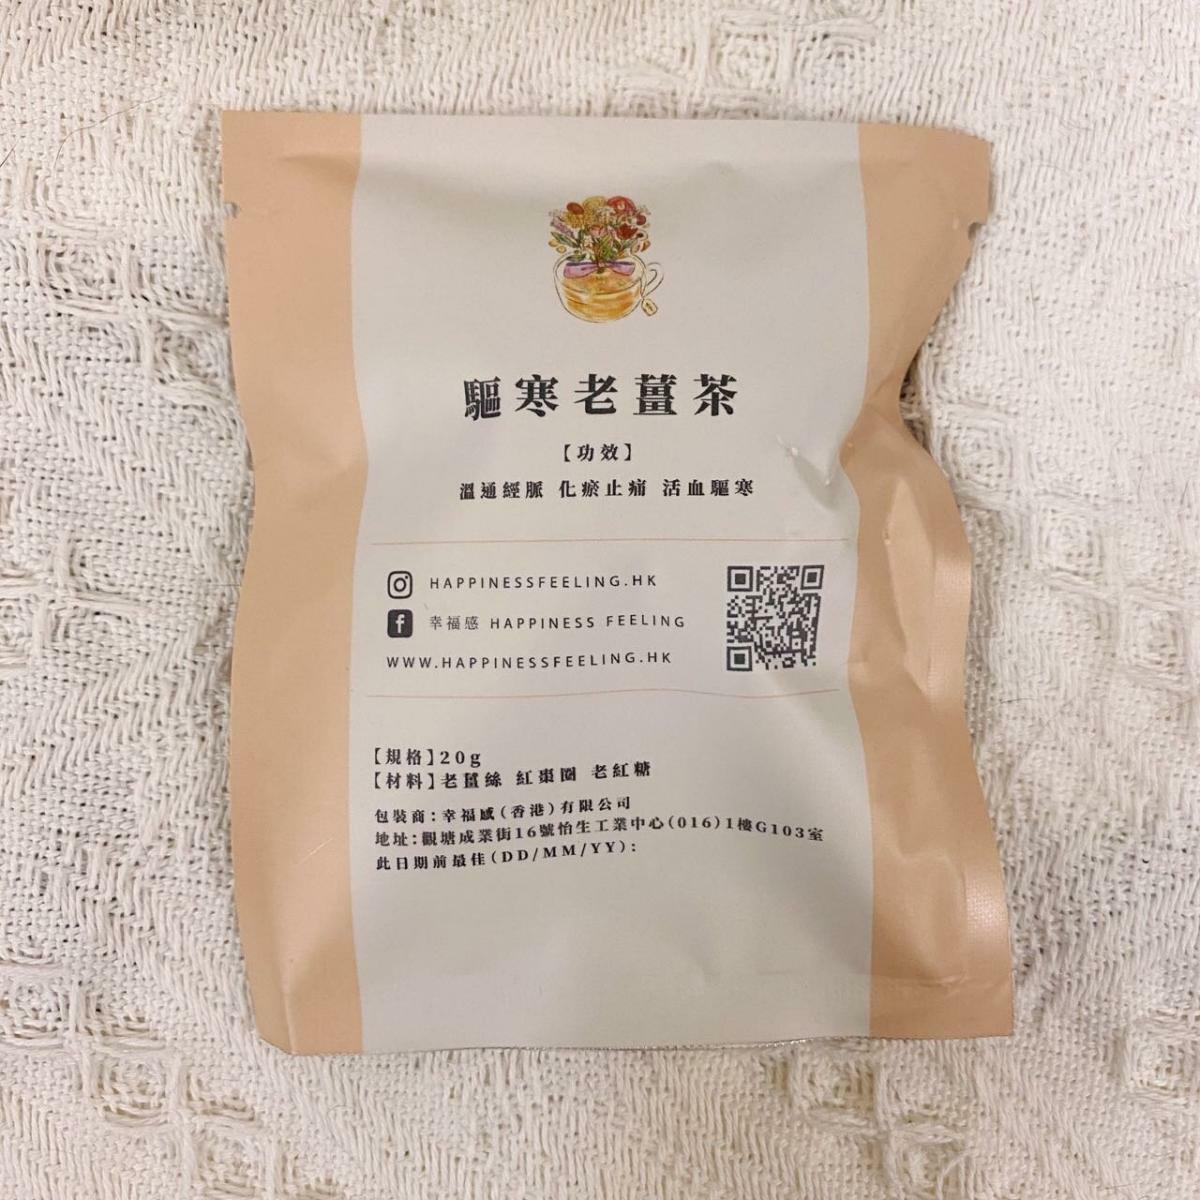 驅寒老薑茶
【功效】
溫通經脈 化瘀止痛 活血驅寒
HAPPINESSFEELING.HK
幸福感 HAPPINESS FEELING
WWW.HAPPINESSFEELING.HK
【規格】20g
【材料】老薑絲 紅棗圈 老紅糖
包裝商：幸福感(香港)有限公司
地址：觀塘成業街16號怡生工業中心(016)1樓G103室
此日期前最佳(DD/MM/YY)：